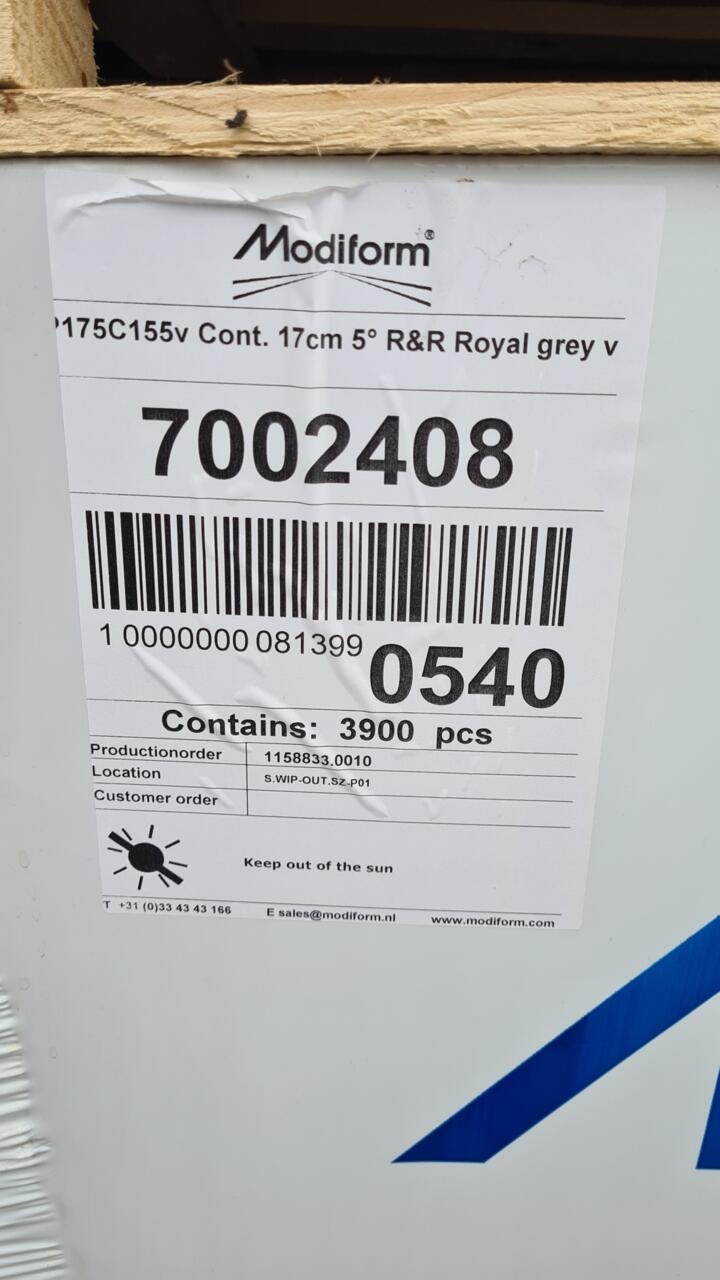 Modiform®
P175C155v Cont. 17cm 5° R&R Royal grey v
7002408
1 0000000 081399
0540
Contains: 3900 pcs
Productionorder 1158833.0010
Location S.WIP-OUT.SZ-P01
Customer order
Keep out of the sun
T +31 (0)33 43 43 166 E sales@modiform.nl www.modiform.com